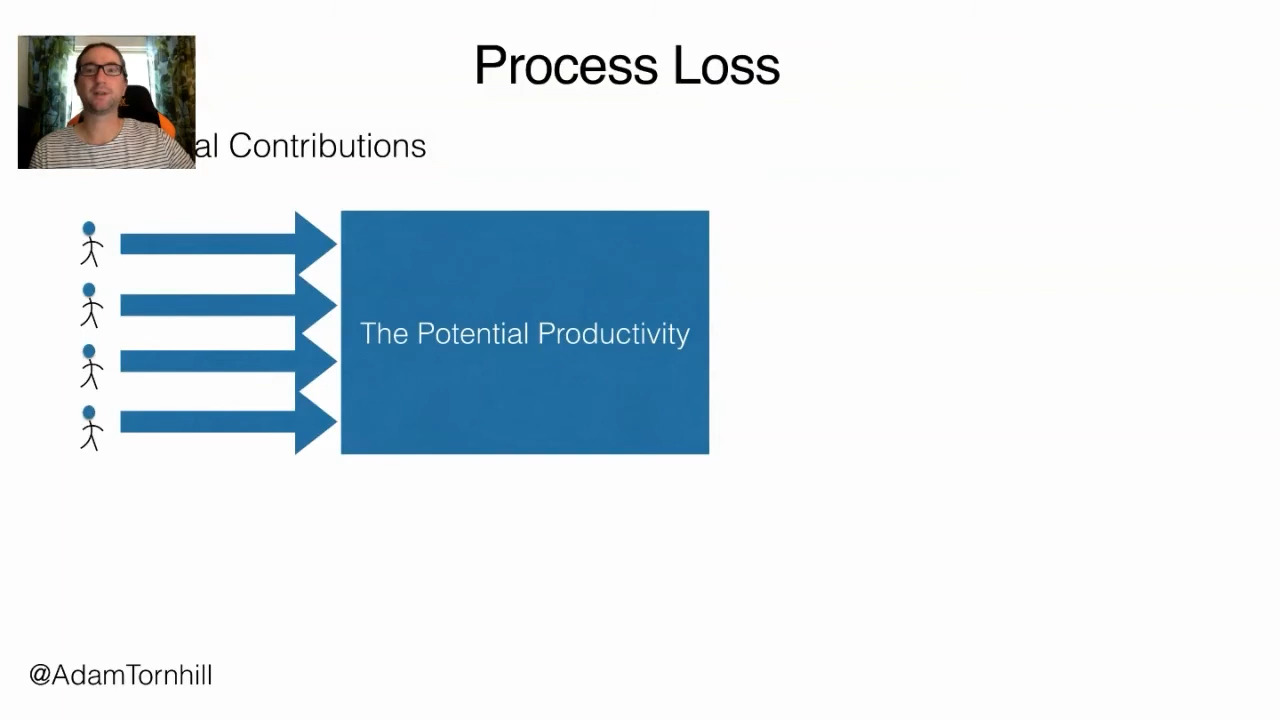 Process Loss
al Contributions
The Potential Productivity
@AdamTornhill